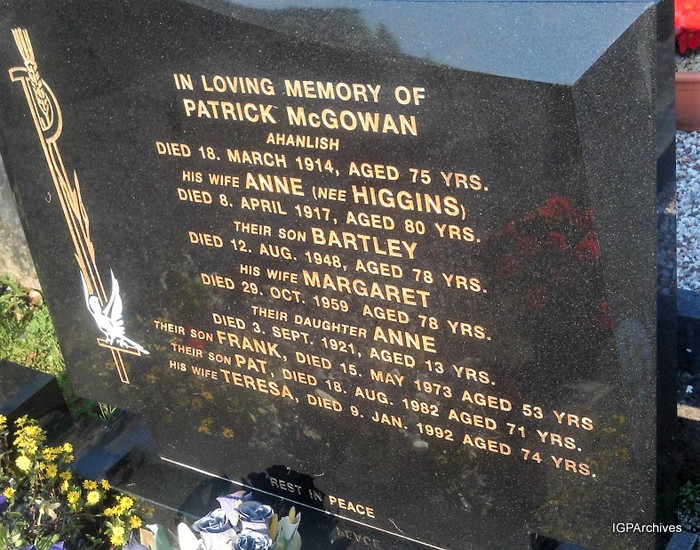 IN LOVING MEMORY OF
PATRICK McGOWAN
AHANLISH
DIED 18. MARCH 1914, AGED 75 YRS.
HIS WIFE ANNE (NEE HIGGINS)
DIED 8. APRIL 1917, AGED 80 YRS.
THEIR SON BARTLEY
DIED 12. AUG. 1948, AGED 78 YRS.
HIS WIFE MARGARET
DIED 29. OCT. 1959 AGED 78 YRS.
THEIR DAUGHTER ANNE
DIED 3. SEPT. 1921, AGED 13 YRS.
THEIR SON FRANK, DIED 15. MAY 1973 AGED 53 YRS
THEIR SON PAT, DIED 18. AUG. 1982 AGED 71 YRS.
HIS WIFE TERESA, DIED 9. JAN. 1992 AGED 74 YRS.
REST IN PEACE
IGPArchives